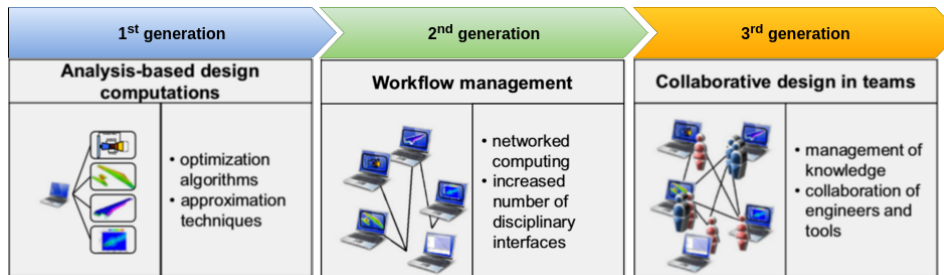 1st generation
2nd generation
3rd generation
Analysis-based design
computations
• optimization
algorithms
• approximation
techniques
Workflow management
• networked
computing
• increased
number of
disciplinary
interfaces
Collaborative design in teams
• management of
knowledge
• collaboration of
engineers and
tools